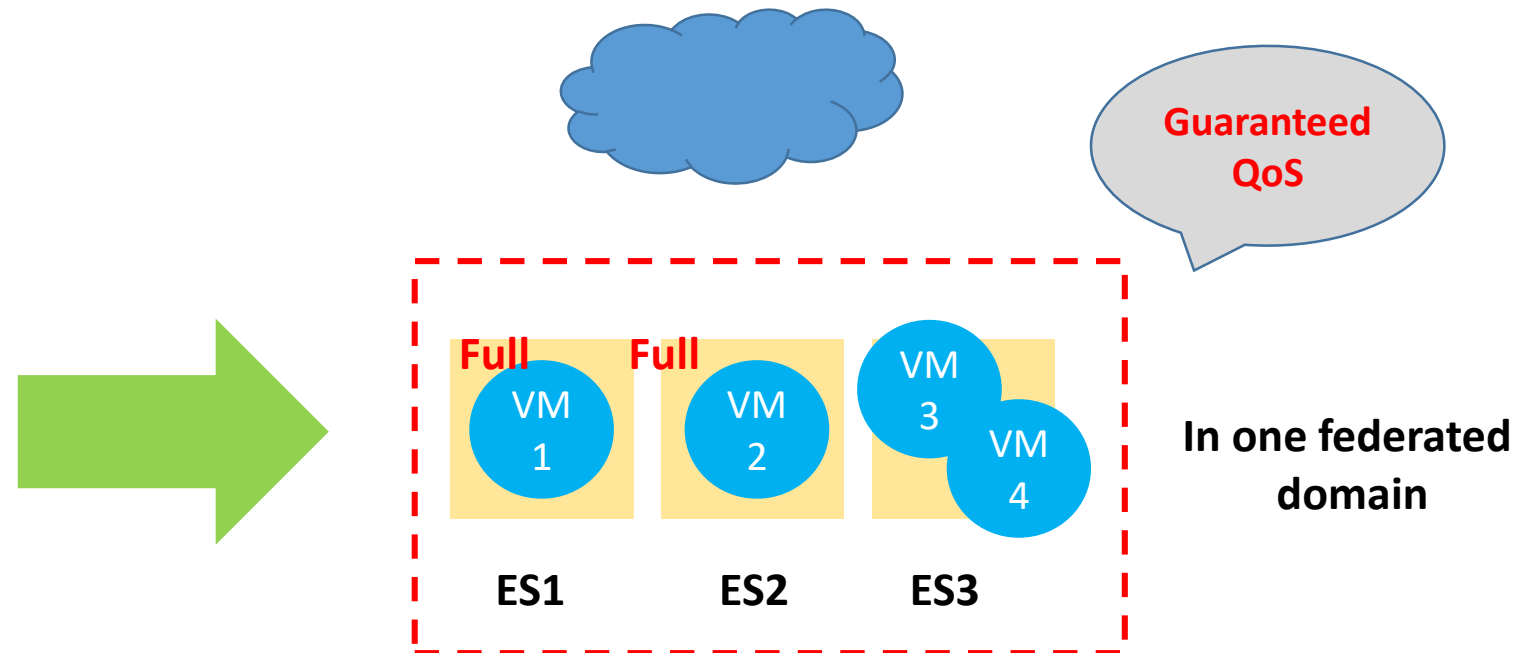 Guaranteed
QoS
Full
Full
VM
1
VM
2
VM
3
VM
4
In one federated
domain
ES1
ES2
ES3